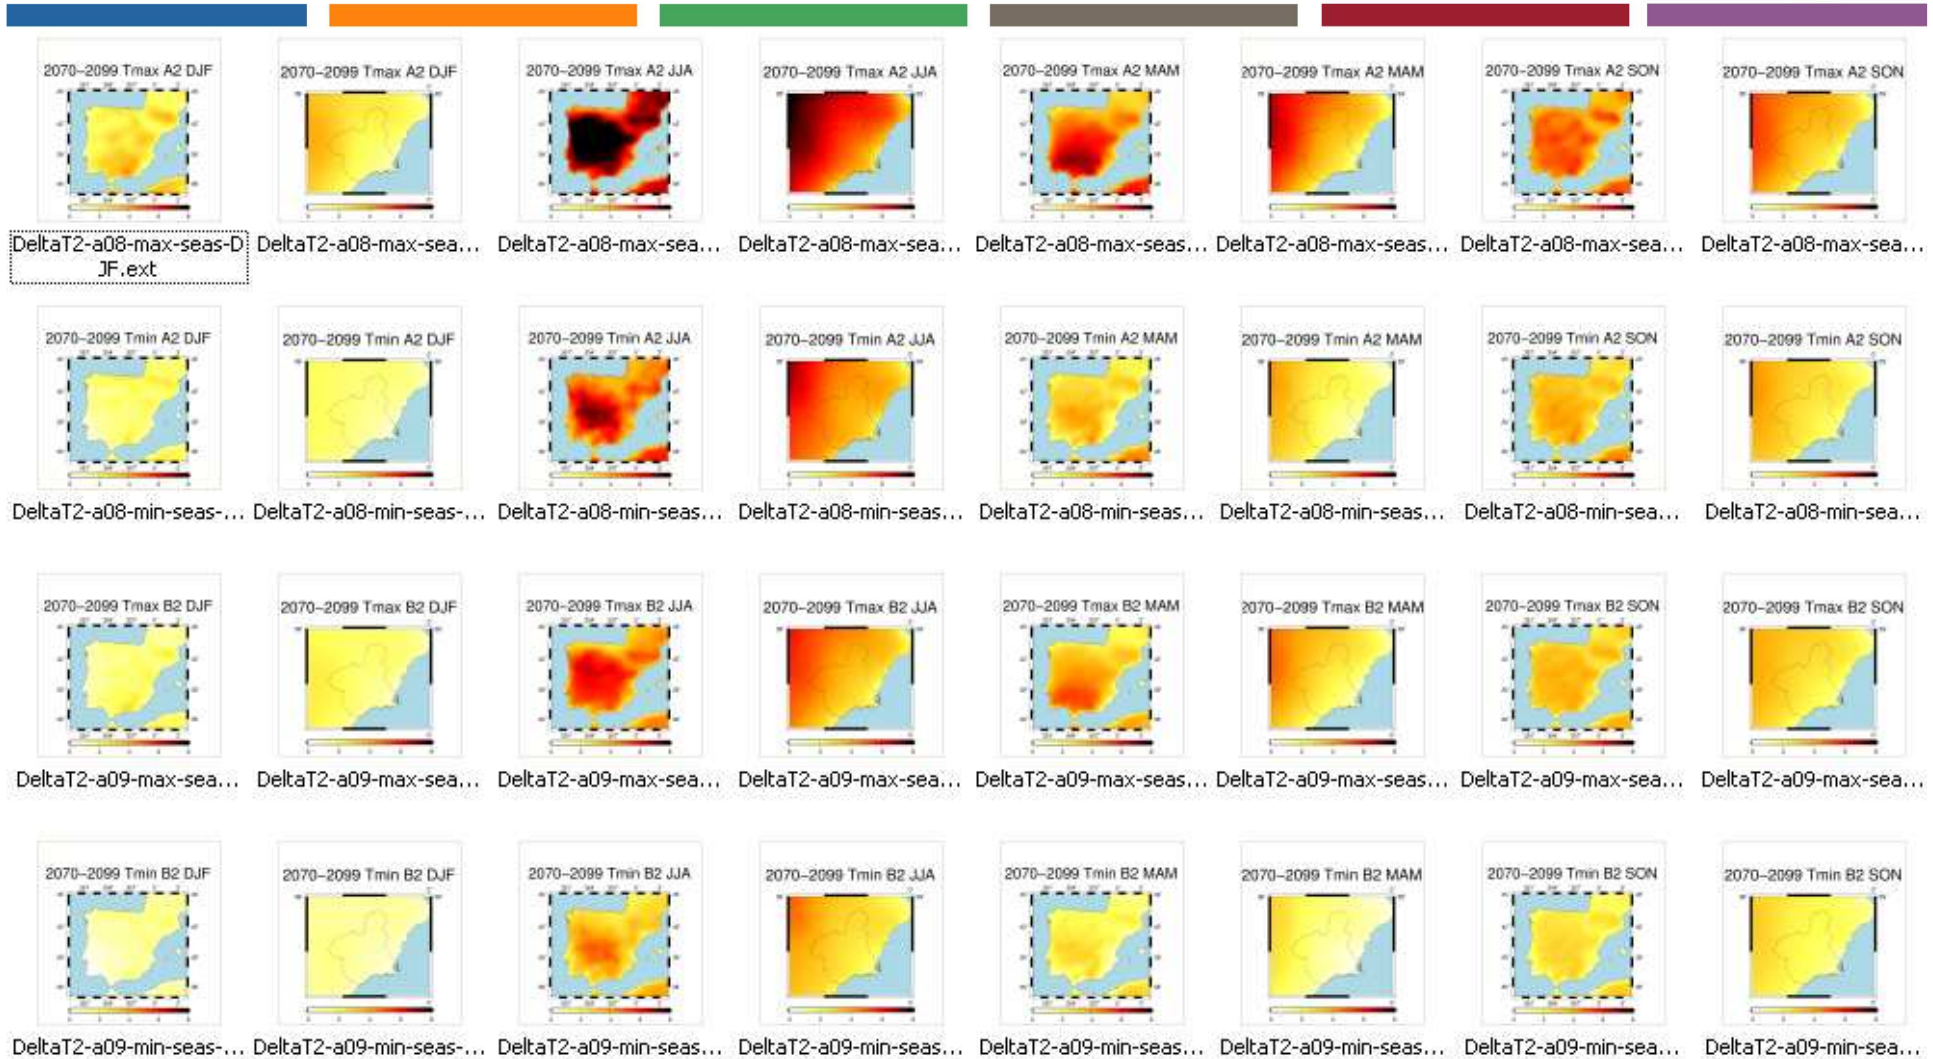 2070-2099 Tmax A2 DJF
2070-2099 Tmax A2 DJF
2070-2099 Tmax A2 JJA
2070-2099 Tmax A2 JJA
2070-2099 Tmax A2 MAM
2070-2099 Tmax A2 MAM
2070-2099 Tmax A2 SON
2070-2099 Tmax A2 SON
DeltaT2-a08-max-seas-D
JF.ext
DeltaT2-a08-max-sea...
DeltaT2-a08-max-sea...
DeltaT2-a08-max-sea...
DeltaT2-a08-max-seas...
DeltaT2-a08-max-seas...
DeltaT2-a08-max-sea...
DeltaT2-a08-max-sea...
2070-2099 Tmin A2 DJF
2070-2099 Tmin A2 DJF
2070-2099 Tmin A2 JJA
2070-2099 Tmin A2 JJA
2070-2099 Tmin A2 MAM
2070-2099 Tmin A2 MAM
2070-2099 Tmin A2 SON
2070-2099 Tmin A2 SON
DeltaT2-a08-min-seas-...
DeltaT2-a08-min-seas-...
DeltaT2-a08-min-seas...
DeltaT2-a08-min-seas...
DeltaT2-a08-min-seas...
DeltaT2-a08-min-seas...
DeltaT2-a08-min-sea...
DeltaT2-a08-min-sea...
2070-2099 Tmax B2 DJF
2070-2099 Tmax B2 DJF
2070-2099 Tmax B2 JJA
2070-2099 Tmax B2 JJA
2070-2099 Tmax B2 MAM
2070-2099 Tmax B2 MAM
2070-2099 Tmax B2 SON
2070-2099 Tmax B2 SON
DeltaT2-a09-max-sea...
DeltaT2-a09-max-sea...
DeltaT2-a09-max-sea...
DeltaT2-a09-max-sea...
DeltaT2-a09-max-seas...
DeltaT2-a09-max-seas...
DeltaT2-a09-max-sea...
DeltaT2-a09-max-sea...
2070-2099 Tmin B2 DJF
2070-2099 Tmin B2 DJF
2070-2099 Tmin B2 JJA
2070-2099 Tmin B2 JJA
2070-2099 Tmin B2 MAM
2070-2099 Tmin B2 MAM
2070-2099 Tmin B2 SON
2070-2099 Tmin B2 SON
DeltaT2-a09-min-seas-...
DeltaT2-a09-min-seas-...
DeltaT2-a09-min-seas...
DeltaT2-a09-min-seas...
DeltaT2-a09-min-seas...
DeltaT2-a09-min-seas...
DeltaT2-a09-min-sea...
DeltaT2-a09-min-sea...